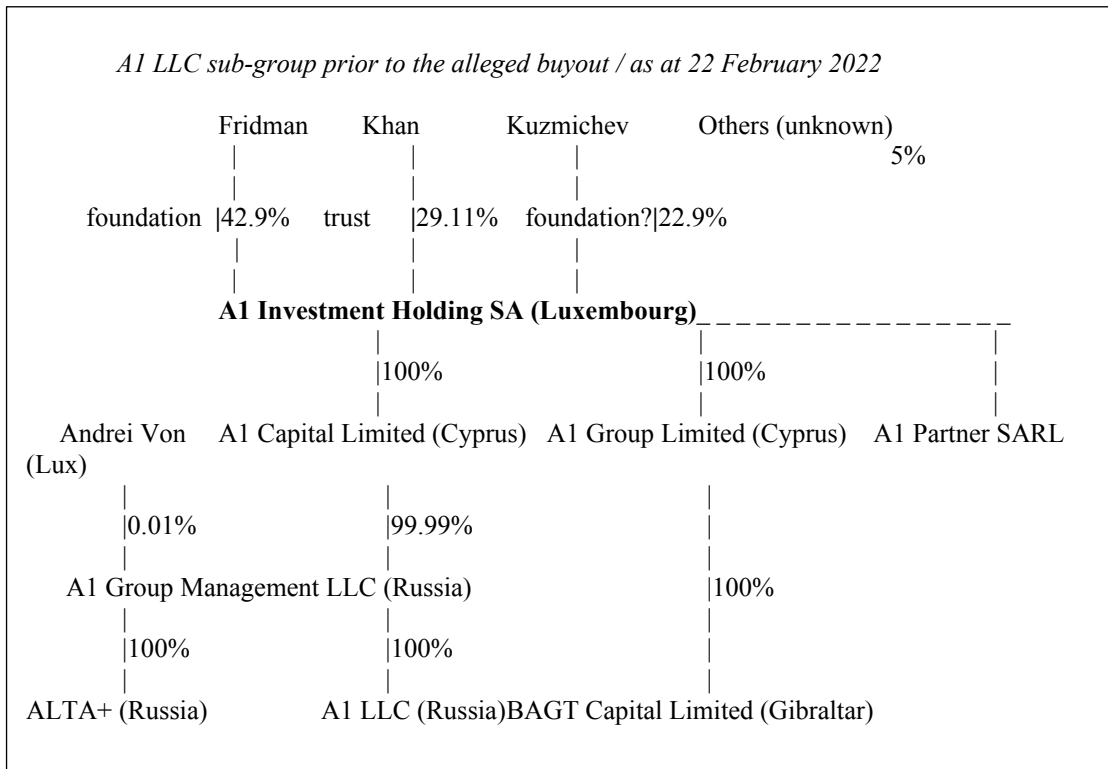 A1 LLC sub-group prior to the alleged buyout / as at 22 February 2022
Fridman Khan Kuzmichev Others (unknown)
| | | 5%
| | |
| | |
foundation |42.9% trust |29.11% foundation?|22.9%
| | |
| | |
A1 Investment Holding SA (Luxembourg)_ _ _ _ _ _ _ _ _ _ _ _ _ _ _ _
| | |
|100% |100% |
| | |
Andrei Von A1 Capital Limited (Cyprus) A1 Group Limited (Cyprus) A1 Partner SARL
(Lux)
| | |
|0.01% |99.99% |
| | |
A1 Group Management LLC (Russia) |100%
| | |
|100% |100% |
| | |
ALTA+ (Russia) A1 LLC (Russia)BAGT Capital Limited (Gibraltar)